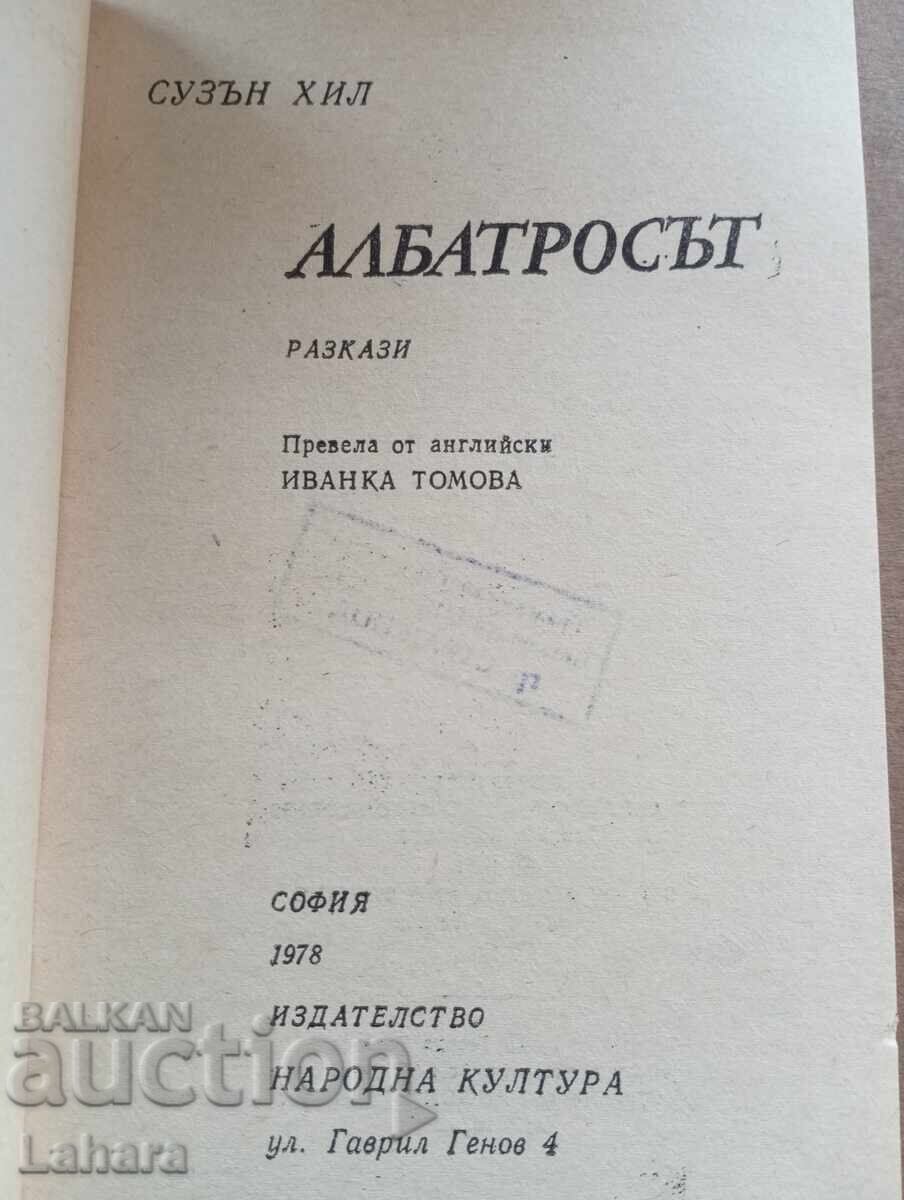 СУЗЪН ХИЛ
АЛБАТРОСЪТ
РАЗКАЗИ
Превела от английски
ИВАНКА ТОМОВА
СОФИЯ
1978
ИЗДАТЕЛСТВО
НАРОДНА КУЛТУРА
ул. Гаврил Генов 4
BALKAN
auction
Lahara